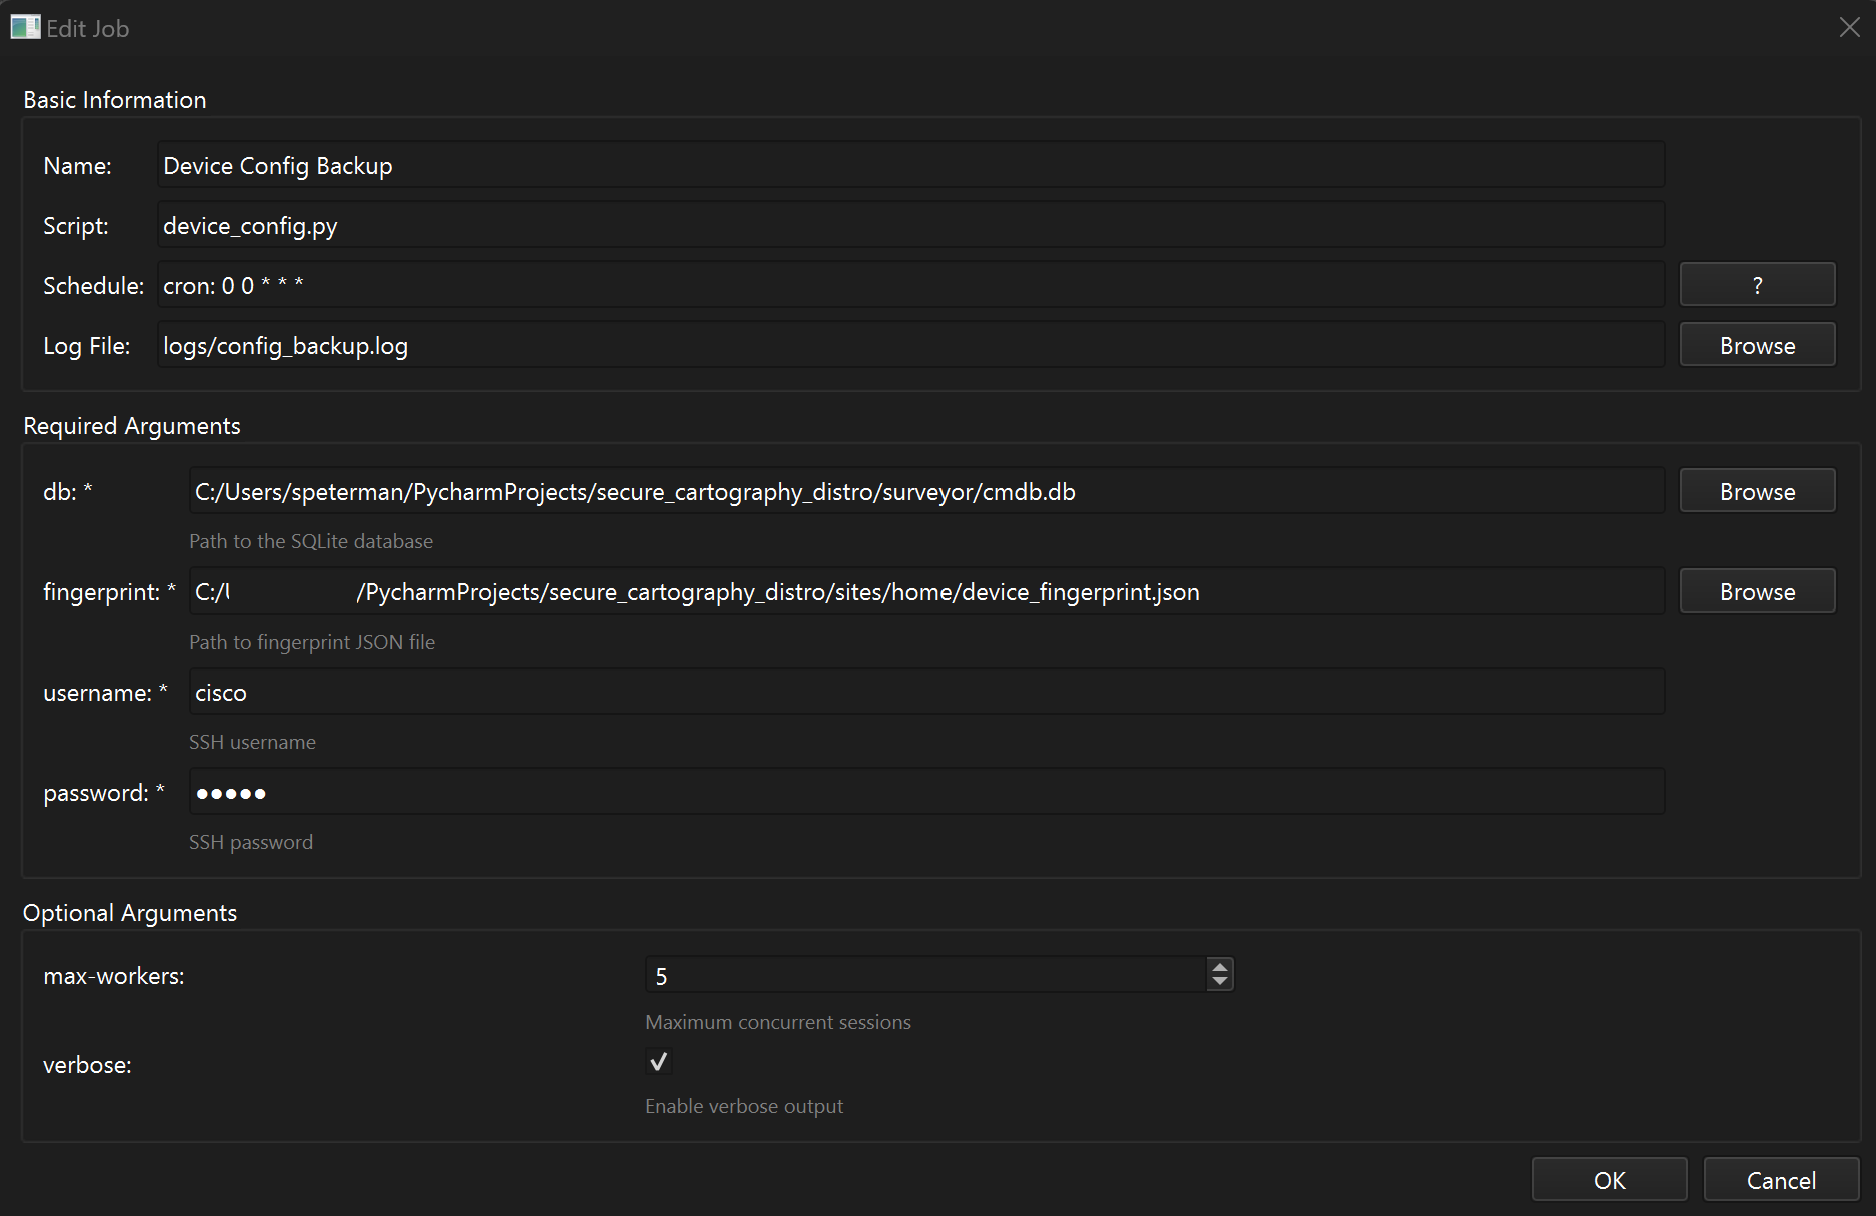 Edit Job
Basic Information
Name: Device Config Backup
Script: device_config.py
Schedule: cron: 0 0 * * * ?
Log File: logs/config_backup.log Browse
Required Arguments
db: * C:/Users/speterman/PycharmProjects/secure_cartography_distro/surveyor/cmdb.db Browse
Path to the SQLite database
fingerprint: * C:/ /PycharmProjects/secure_cartography_distro/sites/home/device_fingerprint.json Browse
Path to fingerprint JSON file
username: * cisco
SSH username
password: * ●●●●●
SSH password
Optional Arguments
max-workers: 5
Maximum concurrent sessions
verbose: ✓
Enable verbose output
OK Cancel